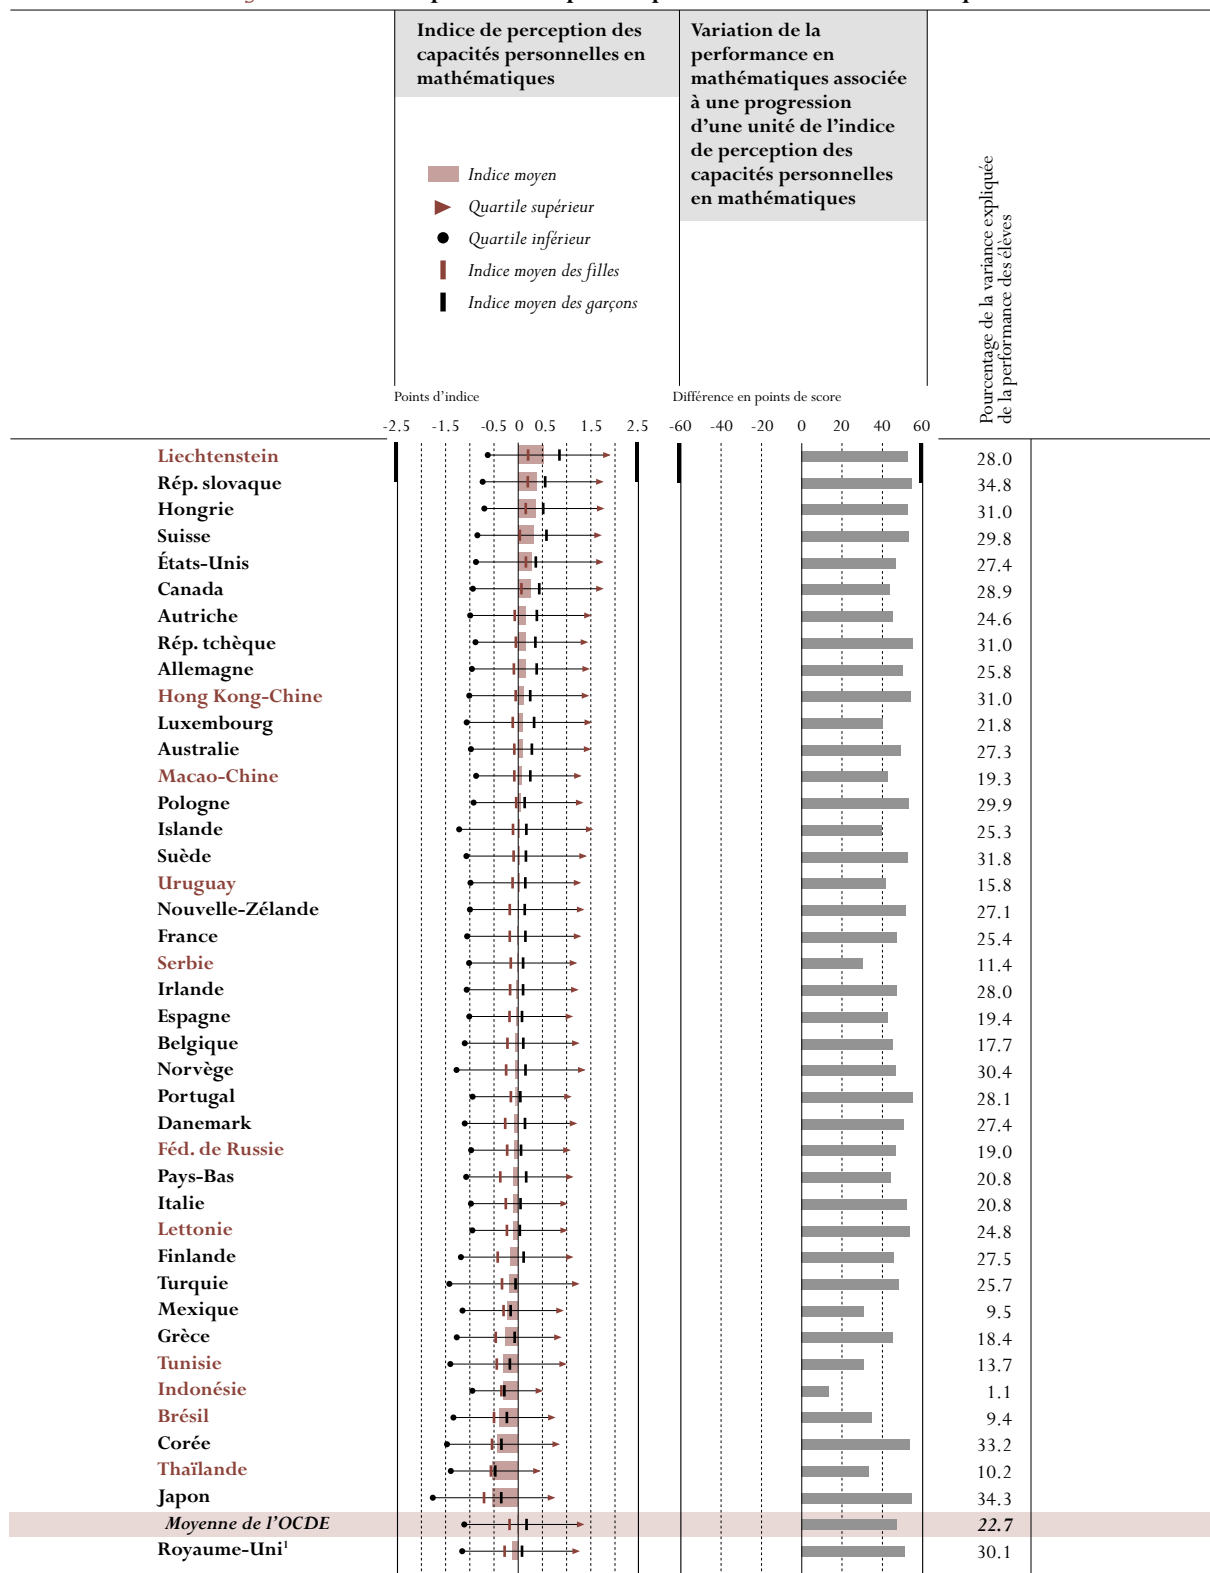 Indice de perception des
capacités personnelles en
mathématiques
Variation de la
performance en
mathématiques associée
à une progression
d'une unité de l'indice
de perception des
capacités personnelles
en mathématiques
Pourcentage de la variance expliquée
de la performance des élèves
Indice moyen
Quartile supérieur
Quartile inférieur
Indice moyen des filles
Indice moyen des garçons
Points d'indice
Différence en points de score
-2.5 -1.5 -0.5 0 0.5 1.5 2.5 -60 -40 -20 0 20 40 60
Liechtenstein 28.0
Rép. slovaque 34.8
Hongrie 31.0
Suisse 29.8
États-Unis 27.4
Canada 28.9
Autriche 24.6
Rép. tchèque 31.0
Allemagne 25.8
Hong Kong-Chine 31.0
Luxembourg 21.8
Australie 27.3
Macao-Chine 19.3
Pologne 29.9
Islande 25.3
Suède 31.8
Uruguay 15.8
Nouvelle-Zélande 27.1
France 25.4
Serbie 11.4
Irlande 28.0
Espagne 19.4
Belgique 17.7
Norvège 30.4
Portugal 28.1
Danemark 27.4
Féd. de Russie 19.0
Pays-Bas 20.8
Italie 20.8
Lettonie 24.8
Finlande 27.5
Turquie 25.7
Mexique 9.5
Grèce 18.4
Tunisie 13.7
Indonésie 1.1
Brésil 9.4
Corée 33.2
Thaïlande 10.2
Japon 34.3
Moyenne de l'OCDE 22.7
Royaume-Uni¹ 30.1